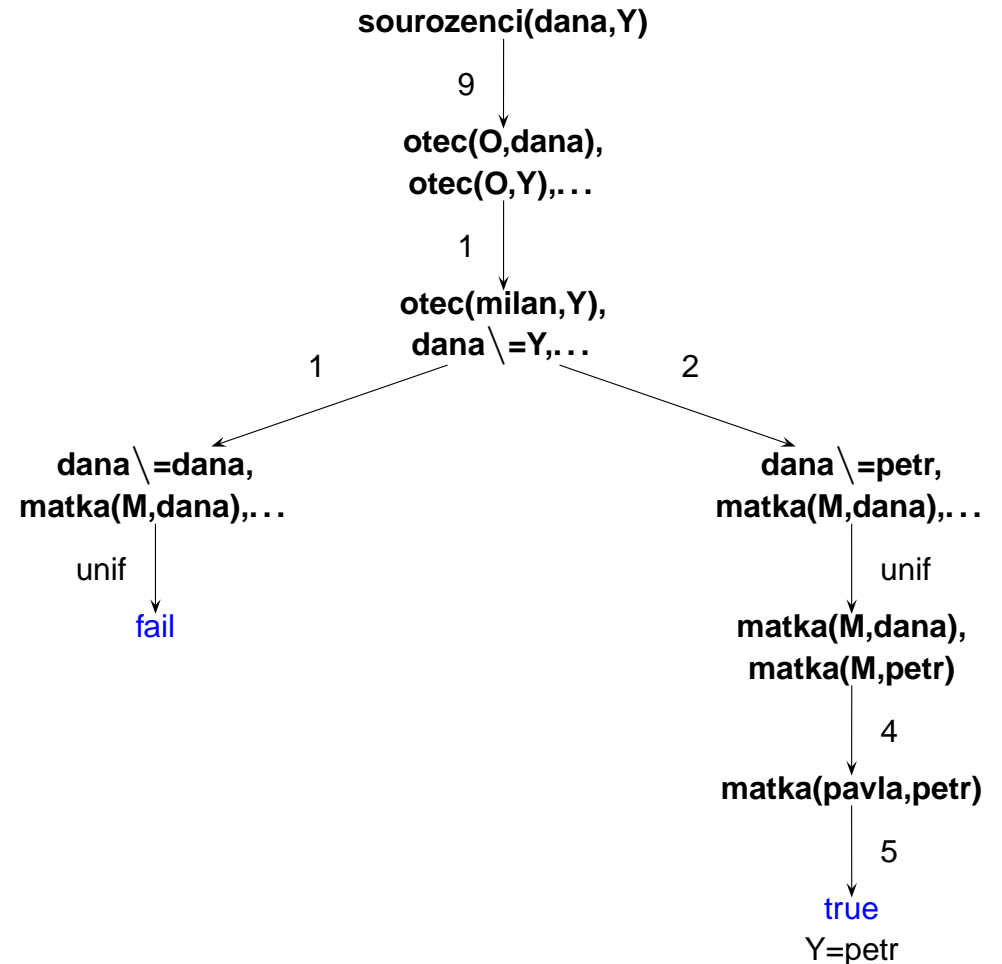 sourozenci(dana,Y)
9
otec(O,dana),
otec(O,Y),...
1
otec(milan,Y),
dana\=Y,...
1
2
dana\=dana,
matka(M,dana),...
unif
fail
dana\=petr,
matka(M,dana),...
unif
matka(M,dana),
matka(M,petr)
4
matka(pavla,petr)
5
true
Y=petr